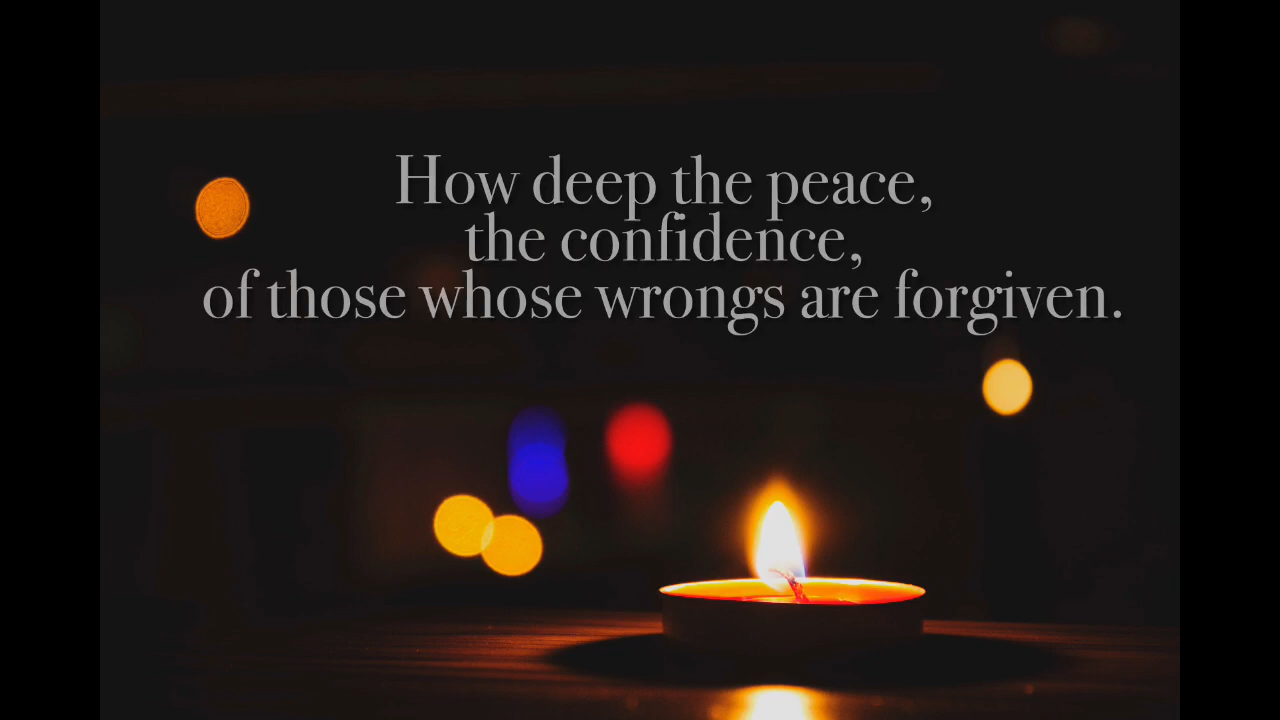 How deep the peace,
the confidence,
of those whose wrongs are forgiven.